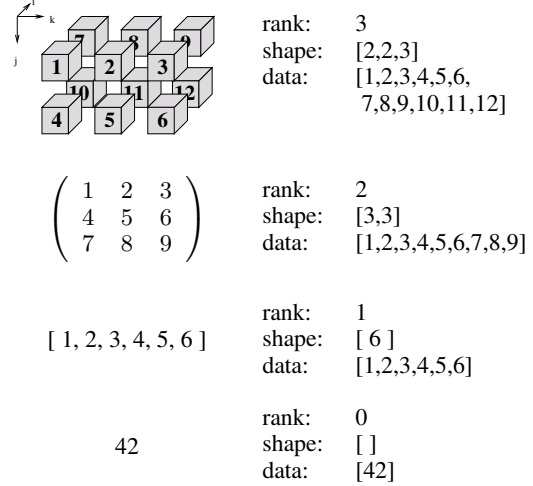 i
k
j
7 8 9
1 2 3
10 11 12
4 5 6
rank: 3
shape: [2,2,3]
data: [1,2,3,4,5,6,
7,8,9,10,11,12]
1 2 3
4 5 6
7 8 9
rank: 2
shape: [3,3]
data: [1,2,3,4,5,6,7,8,9]
[ 1, 2, 3, 4, 5, 6 ]
rank: 1
shape: [ 6 ]
data: [1,2,3,4,5,6]
42
rank: 0
shape: [ ]
data: [42]